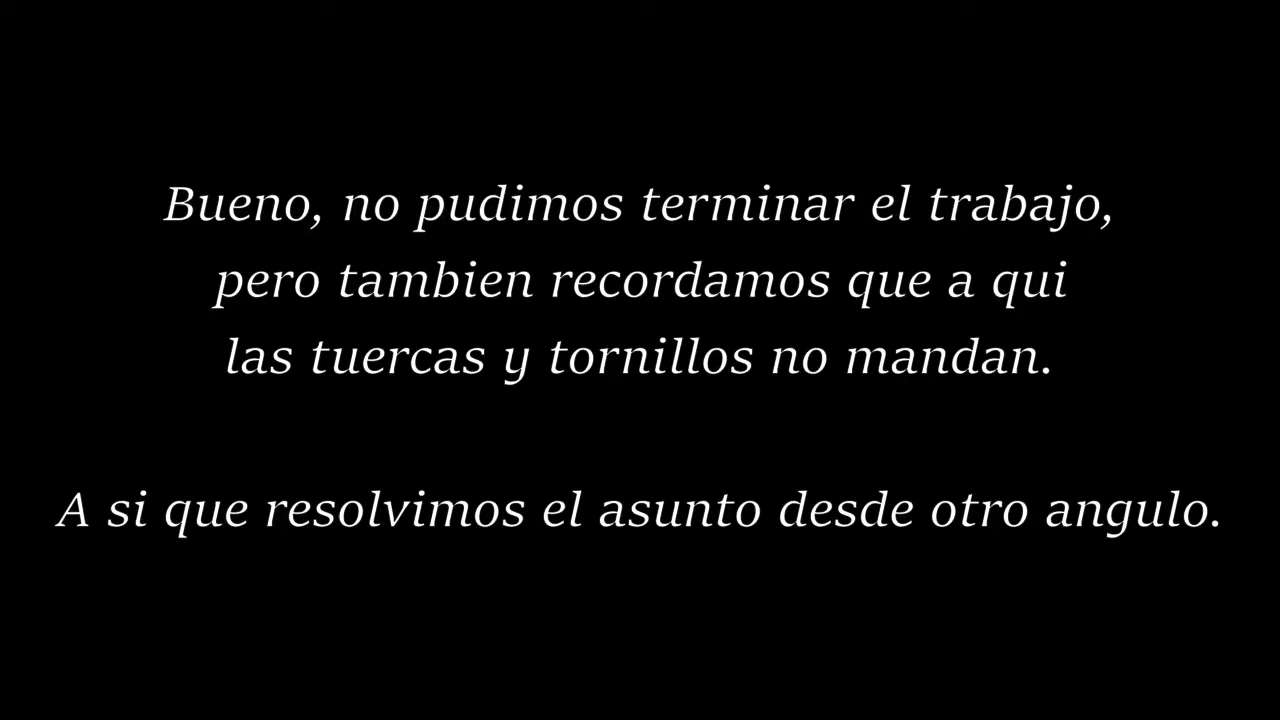 Bueno, no pudimos terminar el trabajo,
pero tambien recordamos que a qui
las tuercas y tornillos no mandan.
A si que resolvimos el asunto desde otro angulo.